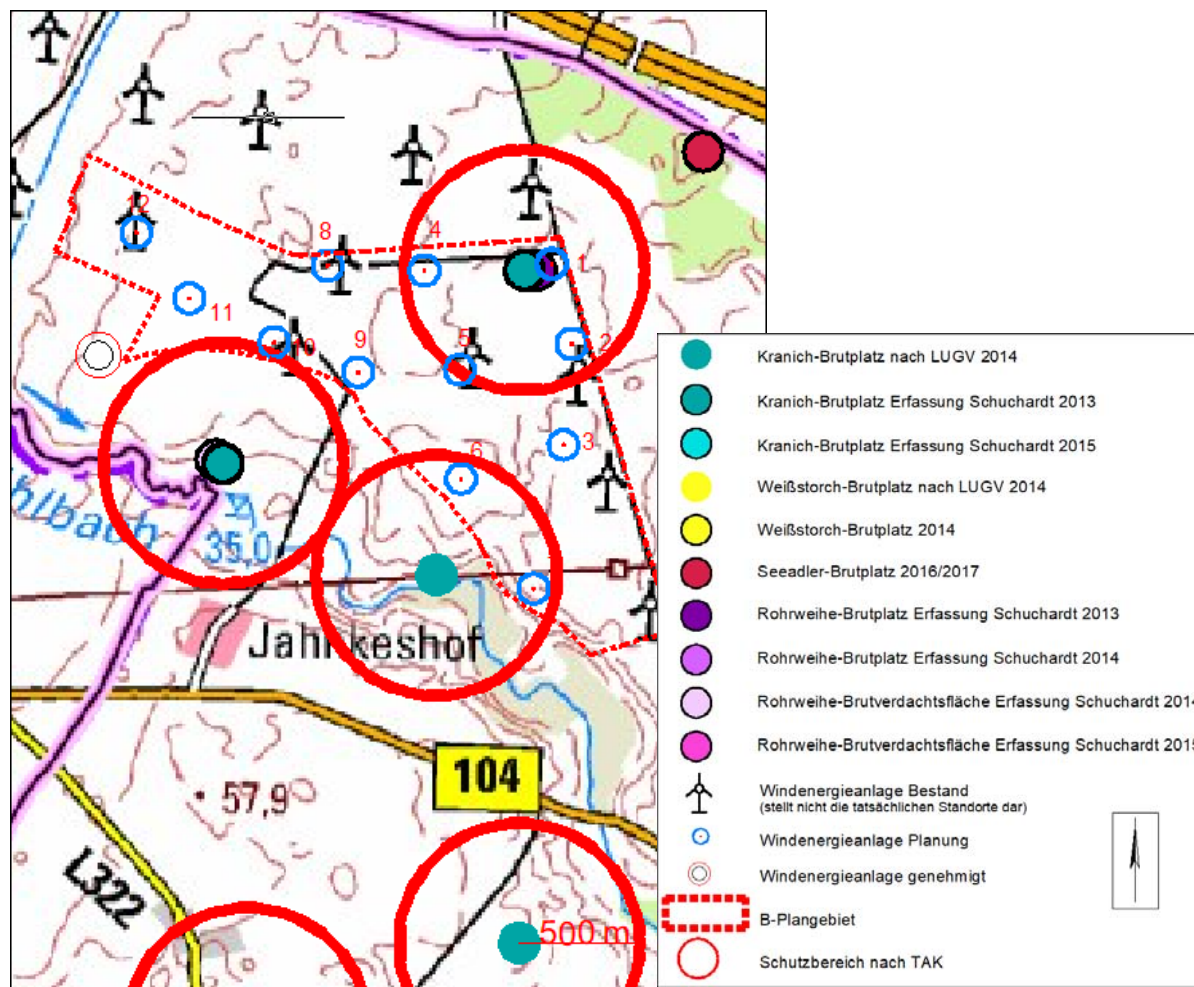 12
8
4
1
11
10
9
5
2
3
6
hlbach
35,0
Jahnkeshof
104
57,9
L322
500 m
Kranich-Brutplatz nach LUGV 2014
Kranich-Brutplatz Erfassung Schuchardt 2013
Kranich-Brutplatz Erfassung Schuchardt 2015
Weißstorch-Brutplatz nach LUGV 2014
Weißstorch-Brutplatz 2014
Seeadler-Brutplatz 2016/2017
Rohrweihe-Brutplatz Erfassung Schuchardt 2013
Rohrweihe-Brutplatz Erfassung Schuchardt 2014
Rohrweihe-Brutverdachtsfläche Erfassung Schuchardt 2014
Rohrweihe-Brutverdachtsfläche Erfassung Schuchardt 2015
Windenergieanlage Bestand
(stellt nicht die tatsächlichen Standorte dar)
Windenergieanlage Planung
Windenergieanlage genehmigt
B-Plangebiet
Schutzbereich nach TAK